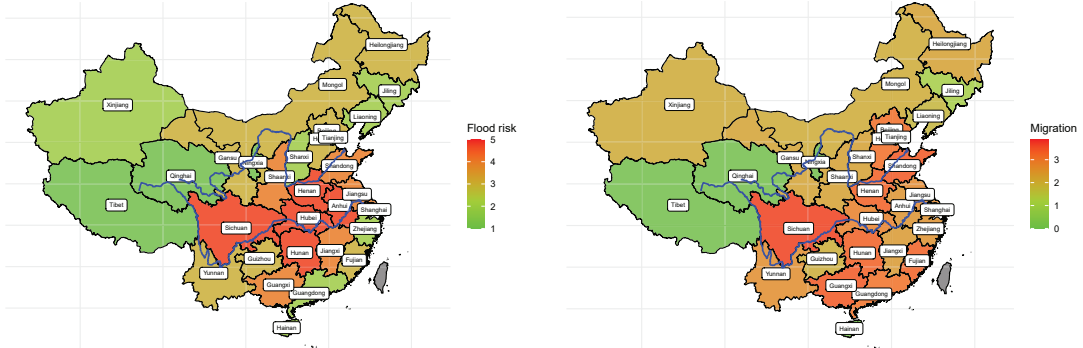 Heilongjiang
Mongol
Jiling
Xinjiang
Liaoning
Tianjing
Gansu
Ningxia
Shanxi
Shandong
Qinghai
Shaanxi
Henan
Jiangsu
Tibet
Anhui
Shanghai
Hubei
Sichuan
Zhejiang
Hunan
Jiangxi
Guizhou
Fujian
Yunnan
Guangxi
Guangdong
Hainan
Flood risk
5
4
3
2
1
Heilongjiang
Mongol
Jiling
Xinjiang
Liaoning
Beijing
Tianjing
Gansu
Ningxia
Shanxi
Shandong
Qinghai
Shaanxi
Henan
Jiangsu
Tibet
Anhui
Shanghai
Hubei
Sichuan
Zhejiang
Hunan
Jiangxi
Guizhou
Fujian
Yunnan
Guangxi
Guangdong
Hainan
Migration
3
2
1
0